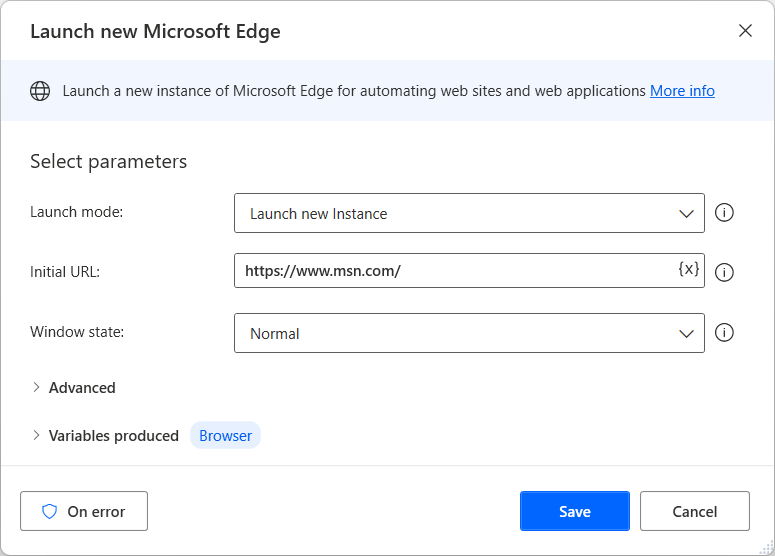 Launch new Microsoft Edge
Launch a new instance of Microsoft Edge for automating web sites and web applications More info
Select parameters
Launch mode: Launch new Instance
Initial URL: https://www.msn.com/ {x}
Window state: Normal
Advanced
Variables produced Browser
On error Save Cancel